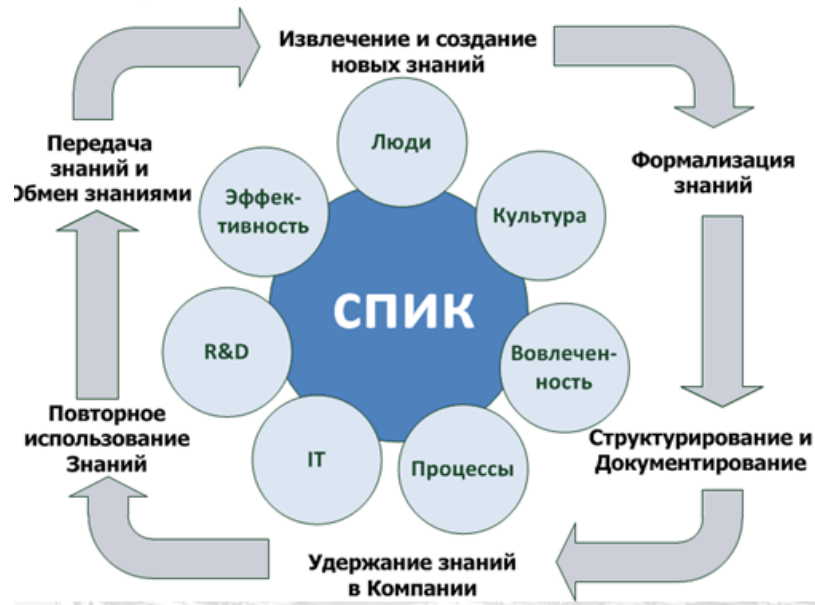 Извлечение и создание
новых знаний
Передача
знаний и
Обмен знаниями
Формализация
знаний
Люди
Эффек-
тивность
Культура
СПИК
R&D
Вовлечен-
ность
IT
Процессы
Повторное
использование
Знаний
Структурирование и
Документирование
Удержание знаний
в Компании